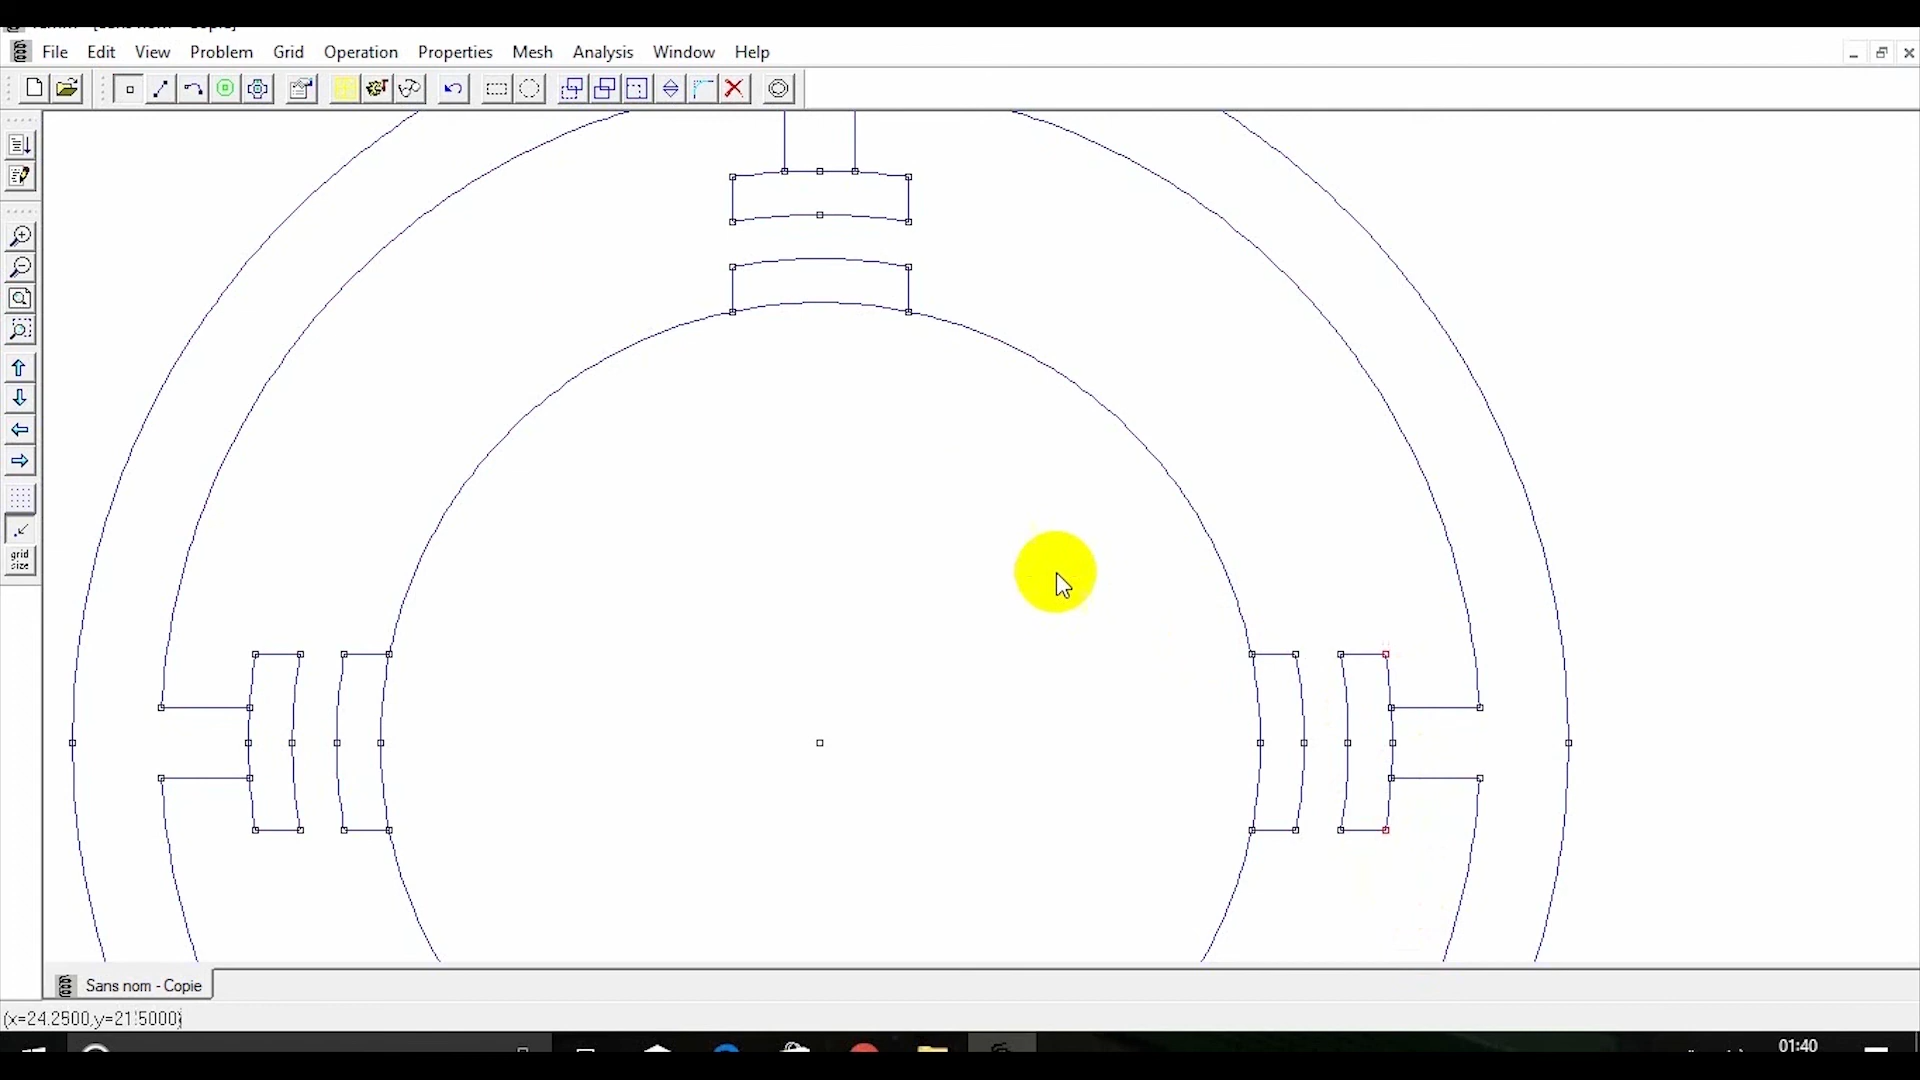 File Edit View Problem Grid Operation Properties Mesh Analysis Window Help
grid
size
Sans nom - Copie
(x=24.2500,y=21.5000)
01:40